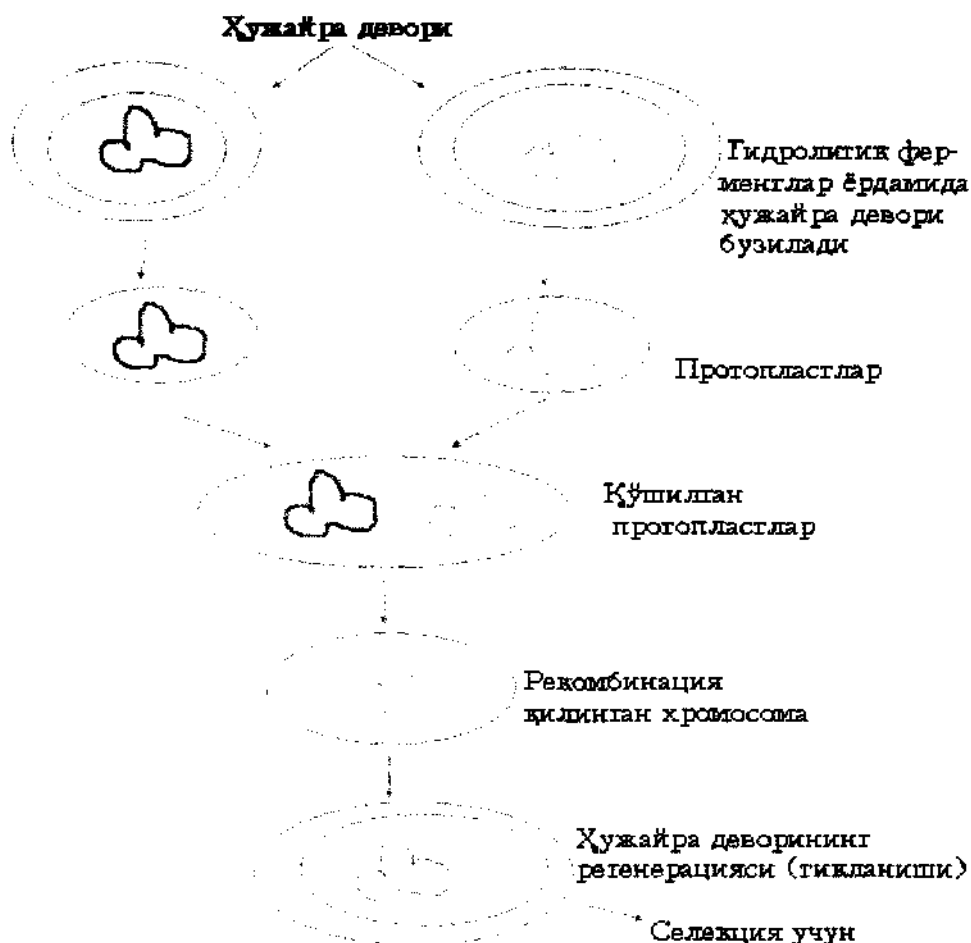 Ҳужайра девори
Гидролитик фер-
ментлар ёрдамида
ҳужайра девори
бузилади
Протопластлар
Қўшилган
протопластлар
Рекомбинация
қилинган хромосома
Ҳужайра деворининг
регенерацияси (тикланиши)
Селекция учун